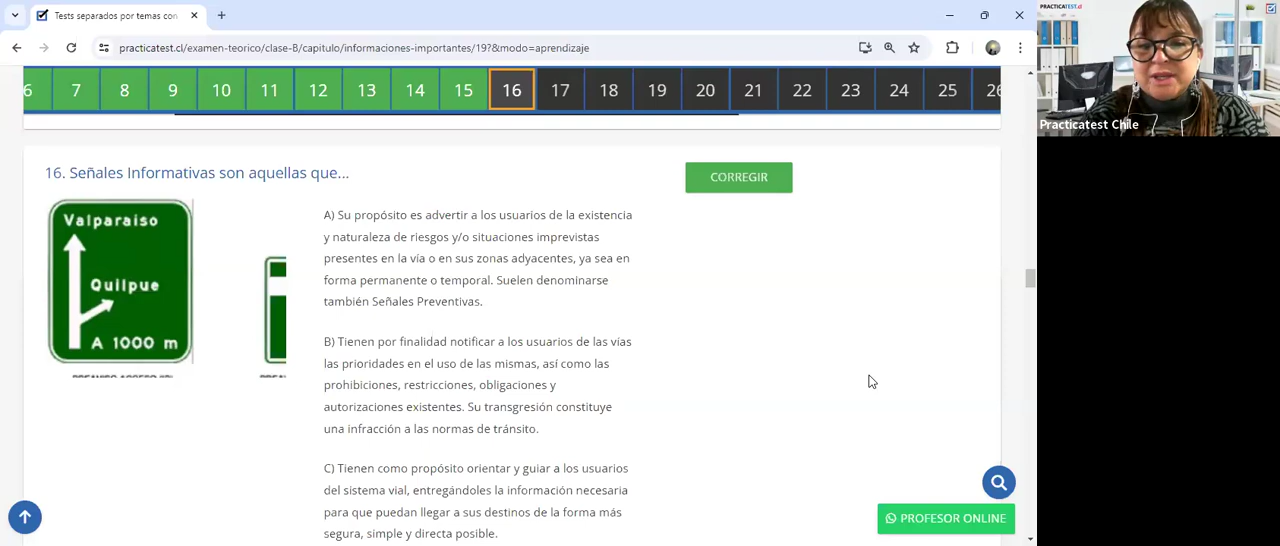 Tests separados por temas con
practicatest.cl/examen-teorico/clase-B/capitulo/informaciones-importantes/19?&modo=aprendizaje
6 7 8 9 10 11 12 13 14 15 16 17 18 19 20 21 22 23 24 25 26
16. Señales Informativas son aquellas que...
CORREGIR
Valparaiso
Quilpue
A 1000 m
A) Su propósito es advertir a los usuarios de la existencia
y naturaleza de riesgos y/o situaciones imprevistas
presentes en la vía o en sus zonas adyacentes, ya sea en
forma permanente o temporal. Suelen denominarse
también Señales Preventivas.
B) Tienen por finalidad notificar a los usuarios de las vías
las prioridades en el uso de las mismas, así como las
prohibiciones, restricciones, obligaciones y
autorizaciones existentes. Su transgresión constituye
una infracción a las normas de tránsito.
C) Tienen como propósito orientar y guiar a los usuarios
del sistema vial, entregándoles la información necesaria
para que puedan llegar a sus destinos de la forma más
segura, simple y directa posible.
PROFESOR ONLINE
PRACTICATEST.cl
Practicatest Chile